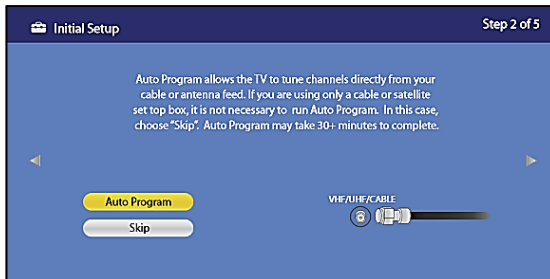 Initial Setup
Step 2 of 5
Auto Program allows the TV to tune channels directly from your
cable or antenna feed. If you are using only a cable or satellite
set top box, it is not necessary to run Auto Program. In this case,
choose "Skip". Auto Program may take 30+ minutes to complete.
Auto Program
VHF/UHF/CABLE
Skip